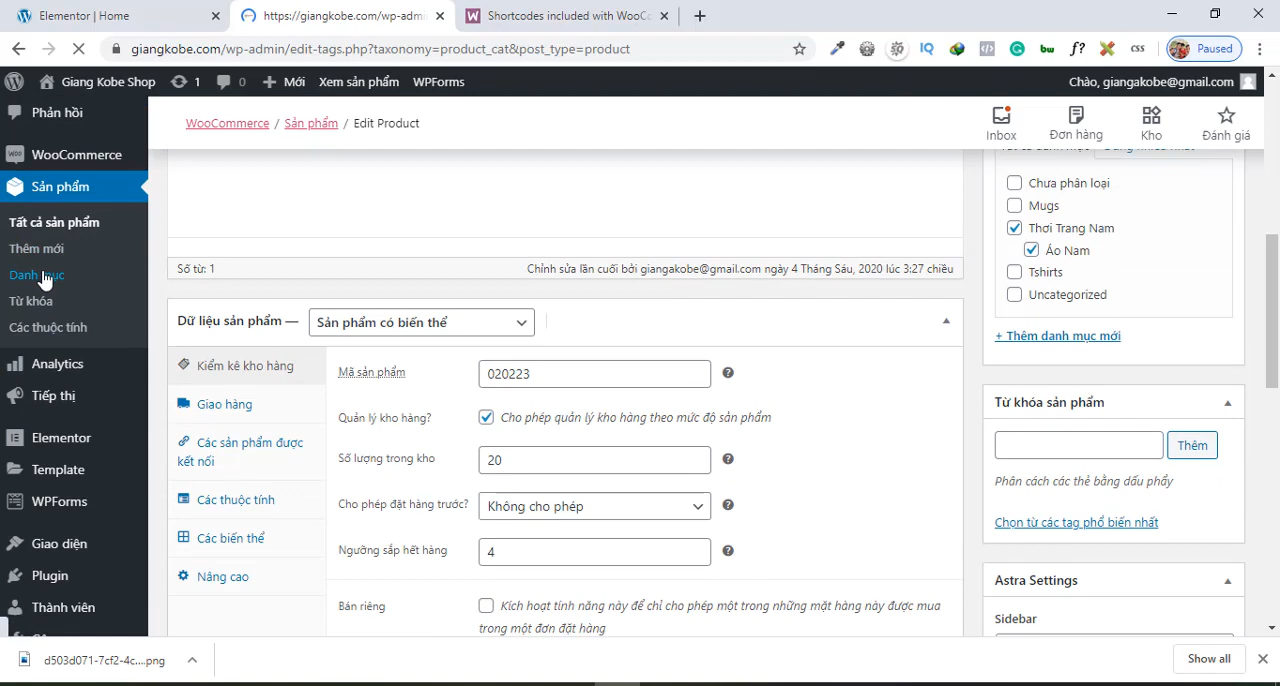 Elementor | Home
https://giangkobe.com/wp-admi
Shortcodes included with WooCo
giangkobe.com/wp-admin/edit-tags.php?taxonomy=product_cat&post_type=product
IQ
bw
f?
css
Paused
Giang Kobe Shop
1
0
Mới
Xem sản phẩm
WPForms
Chào, giangakobe@gmail.com
Phản hồi
WooCommerce
Sản phẩm
Tất cả sản phẩm
Thêm mới
Danh mục
Từ khóa
Các thuộc tính
Analytics
Tiếp thị
Elementor
Template
WPForms
Giao diện
Plugin
Thành viên
WooCommerce / Sản phẩm / Edit Product
Inbox
Đơn hàng
Kho
Đánh giá
Số từ: 1
Chỉnh sửa lần cuối bởi giangakobe@gmail.com ngày 4 Tháng Sáu, 2020 lúc 3:27 chiều
Dữ liệu sản phẩm —
Sản phẩm có biến thể
Kiểm kê kho hàng
Giao hàng
Các sản phẩm được
kết nối
Các thuộc tính
Các biến thể
Nâng cao
Mã sản phẩm
020223
Quản lý kho hàng?
Cho phép quản lý kho hàng theo mức độ sản phẩm
Số lượng trong kho
20
Cho phép đặt hàng trước?
Không cho phép
Ngưỡng sắp hết hàng
4
Bán riêng
Kích hoạt tính năng này để chỉ cho phép một trong những mặt hàng này được mua
trong một đơn đặt hàng
Chưa phân loại
Mugs
Thơi Trang Nam
Áo Nam
Tshirts
Uncategorized
+ Thêm danh mục mới
Từ khóa sản phẩm
Thêm
Phân cách các thẻ bằng dấu phẩy
Chọn từ các tag phổ biến nhất
Astra Settings
Sidebar
d503d071-7cf2-4c....png
Show all